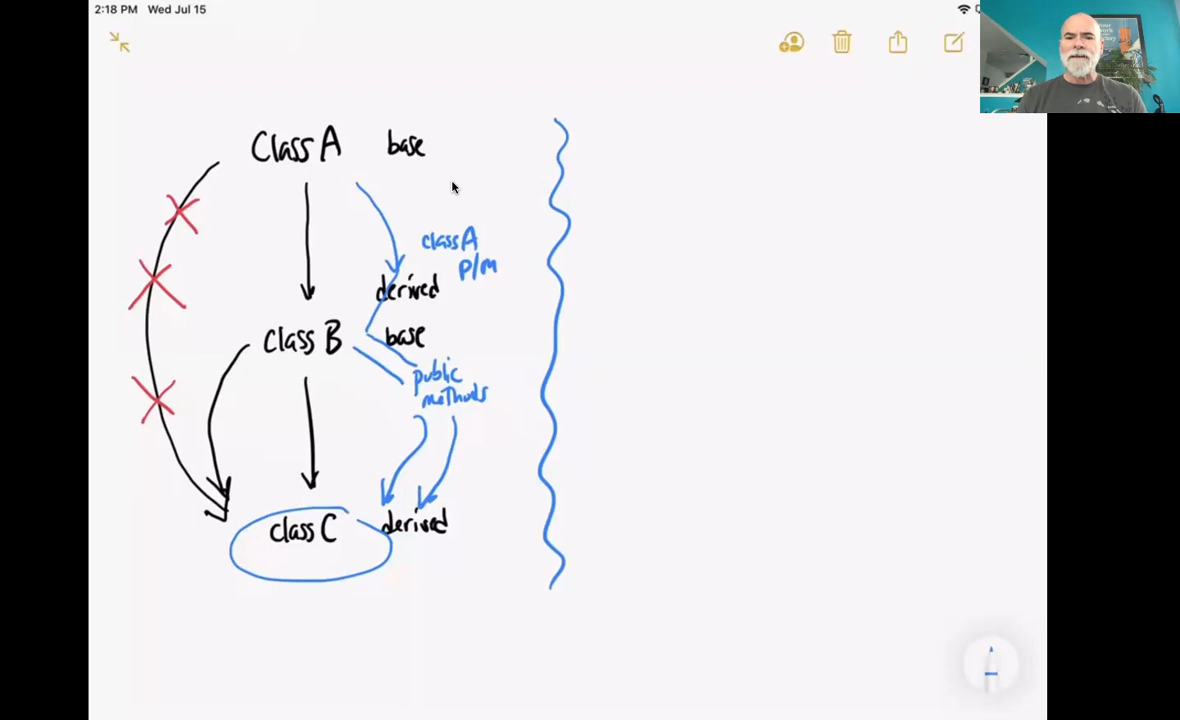 2:18 PM Wed Jul 15
Class A base
class A
P/M
derived
class B base
public
methods
class C derived